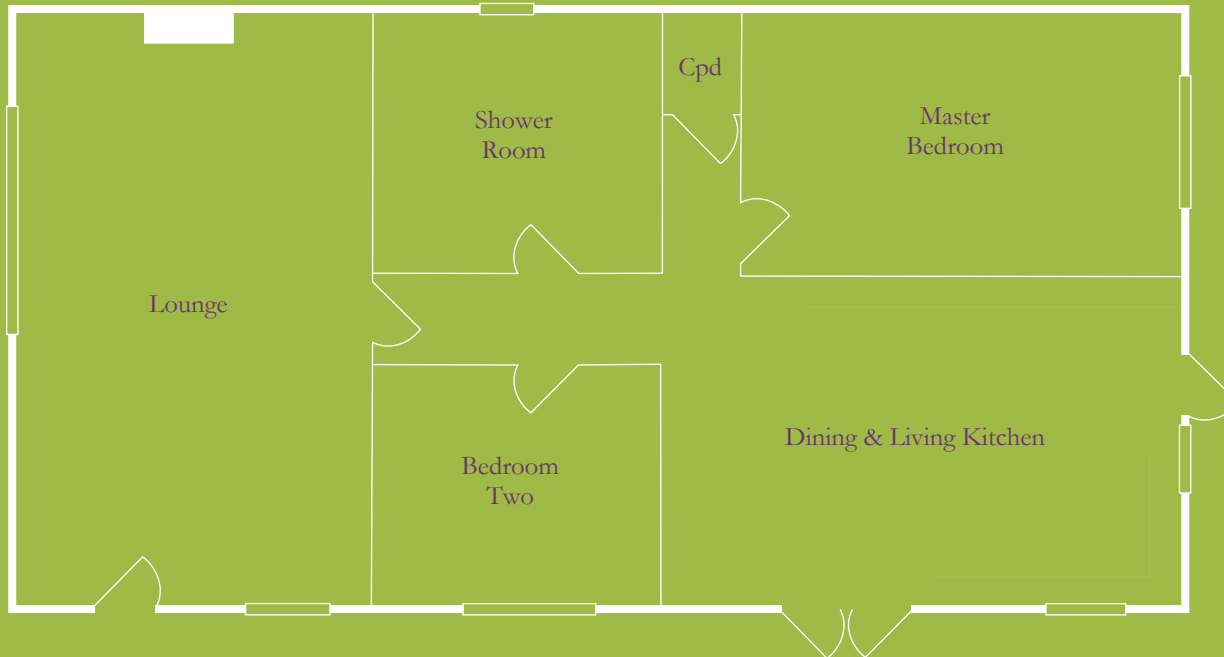 Cpd
Shower
Room
Master
Bedroom
Lounge
Dining & Living Kitchen
Bedroom
Two